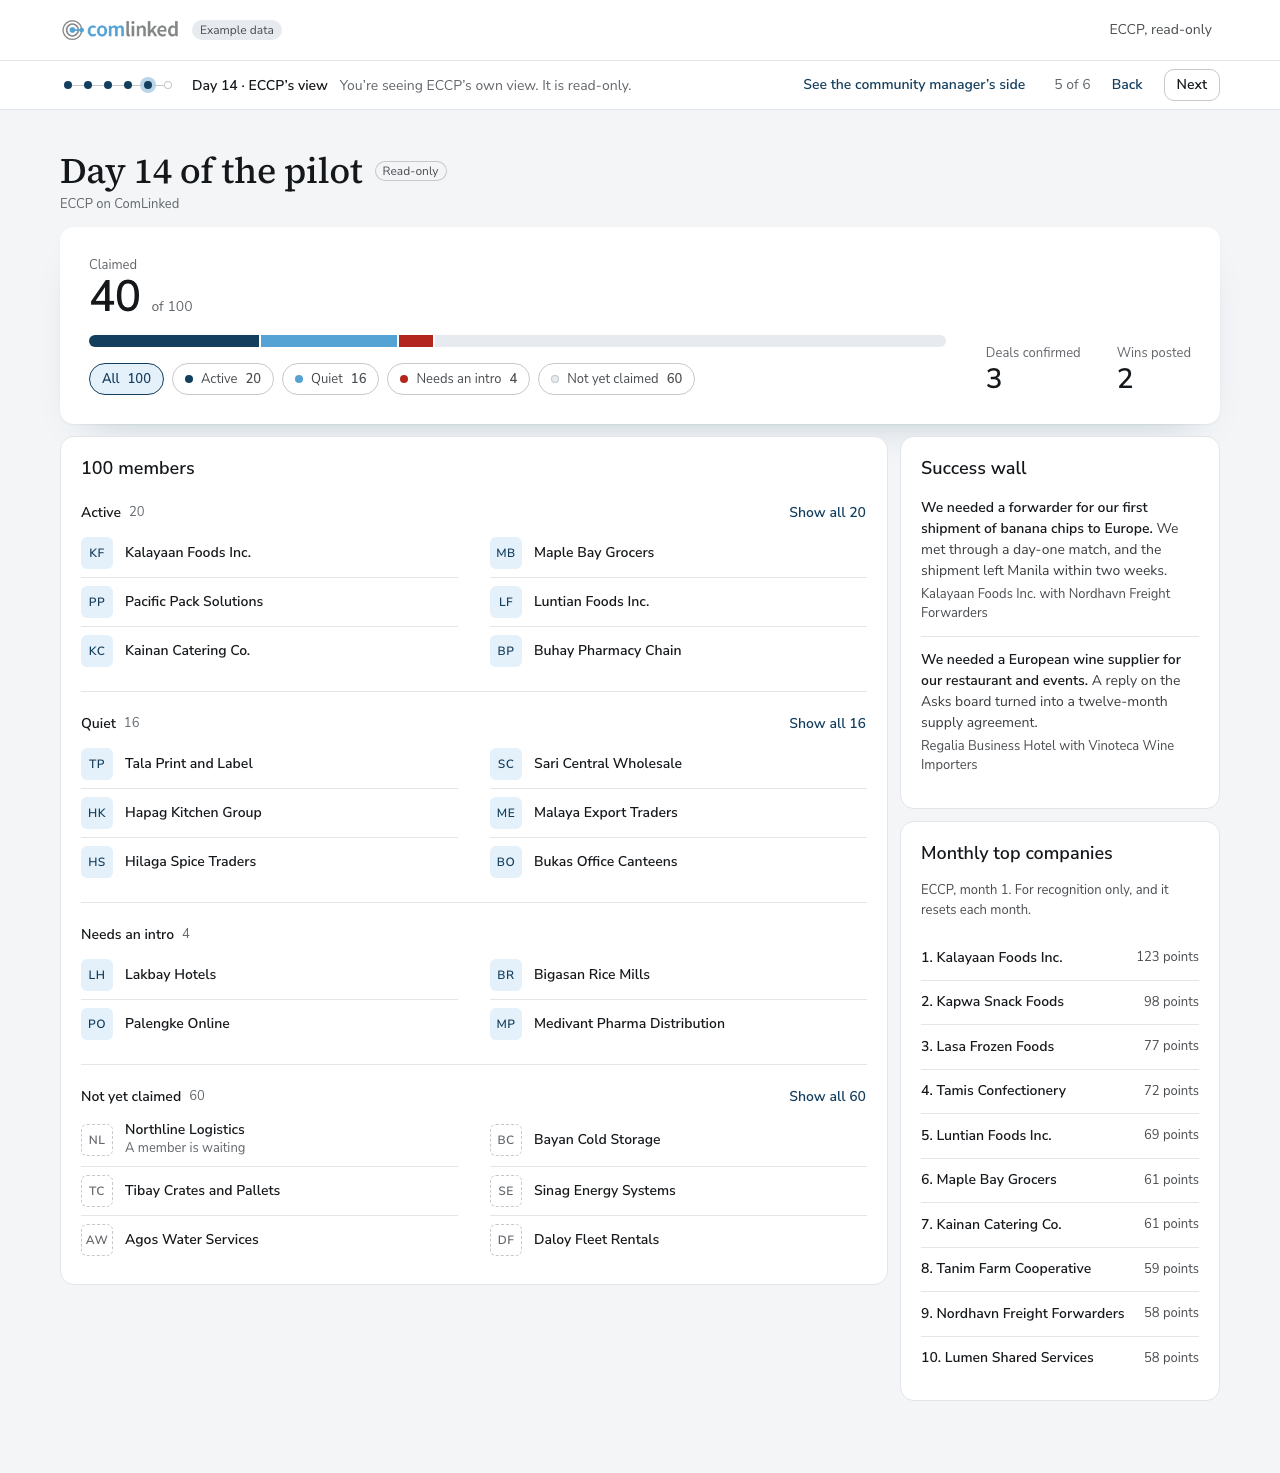 comlinked
Example data
ECCP, read-only
Day 14 · ECCP’s view
You’re seeing ECCP’s own view. It is read-only.
See the community manager’s side
5 of 6
Back
Next
Day 14 of the pilot
Read-only
ECCP on ComLinked
Claimed
40 of 100
All 100
Active 20
Quiet 16
Needs an intro 4
Not yet claimed 60
Deals confirmed
3
Wins posted
2
100 members
Active 20
Show all 20
KF Kalayaan Foods Inc.
MB Maple Bay Grocers
PP Pacific Pack Solutions
LF Luntian Foods Inc.
KC Kainan Catering Co.
BP Buhay Pharmacy Chain
Quiet 16
Show all 16
TP Tala Print and Label
SC Sari Central Wholesale
HK Hapag Kitchen Group
ME Malaya Export Traders
HS Hilaga Spice Traders
BO Bukas Office Canteens
Needs an intro 4
LH Lakbay Hotels
BR Bigasan Rice Mills
PO Palengke Online
MP Medivant Pharma Distribution
Not yet claimed 60
Show all 60
NL Northline Logistics
A member is waiting
BC Bayan Cold Storage
TC Tibay Crates and Pallets
SE Sinag Energy Systems
AW Agos Water Services
DF Daloy Fleet Rentals
Success wall
We needed a forwarder for our first
shipment of banana chips to Europe. We
met through a day-one match, and the
shipment left Manila within two weeks.
Kalayaan Foods Inc. with Nordhavn Freight
Forwarders
We needed a European wine supplier for
our restaurant and events. A reply on the
Asks board turned into a twelve-month
supply agreement.
Regalia Business Hotel with Vinoteca Wine
Importers
Monthly top companies
ECCP, month 1. For recognition only, and it
resets each month.
1. Kalayaan Foods Inc. 123 points
2. Kapwa Snack Foods 98 points
3. Lasa Frozen Foods 77 points
4. Tamis Confectionery 72 points
5. Luntian Foods Inc. 69 points
6. Maple Bay Grocers 61 points
7. Kainan Catering Co. 61 points
8. Tanim Farm Cooperative 59 points
9. Nordhavn Freight Forwarders 58 points
10. Lumen Shared Services 58 points